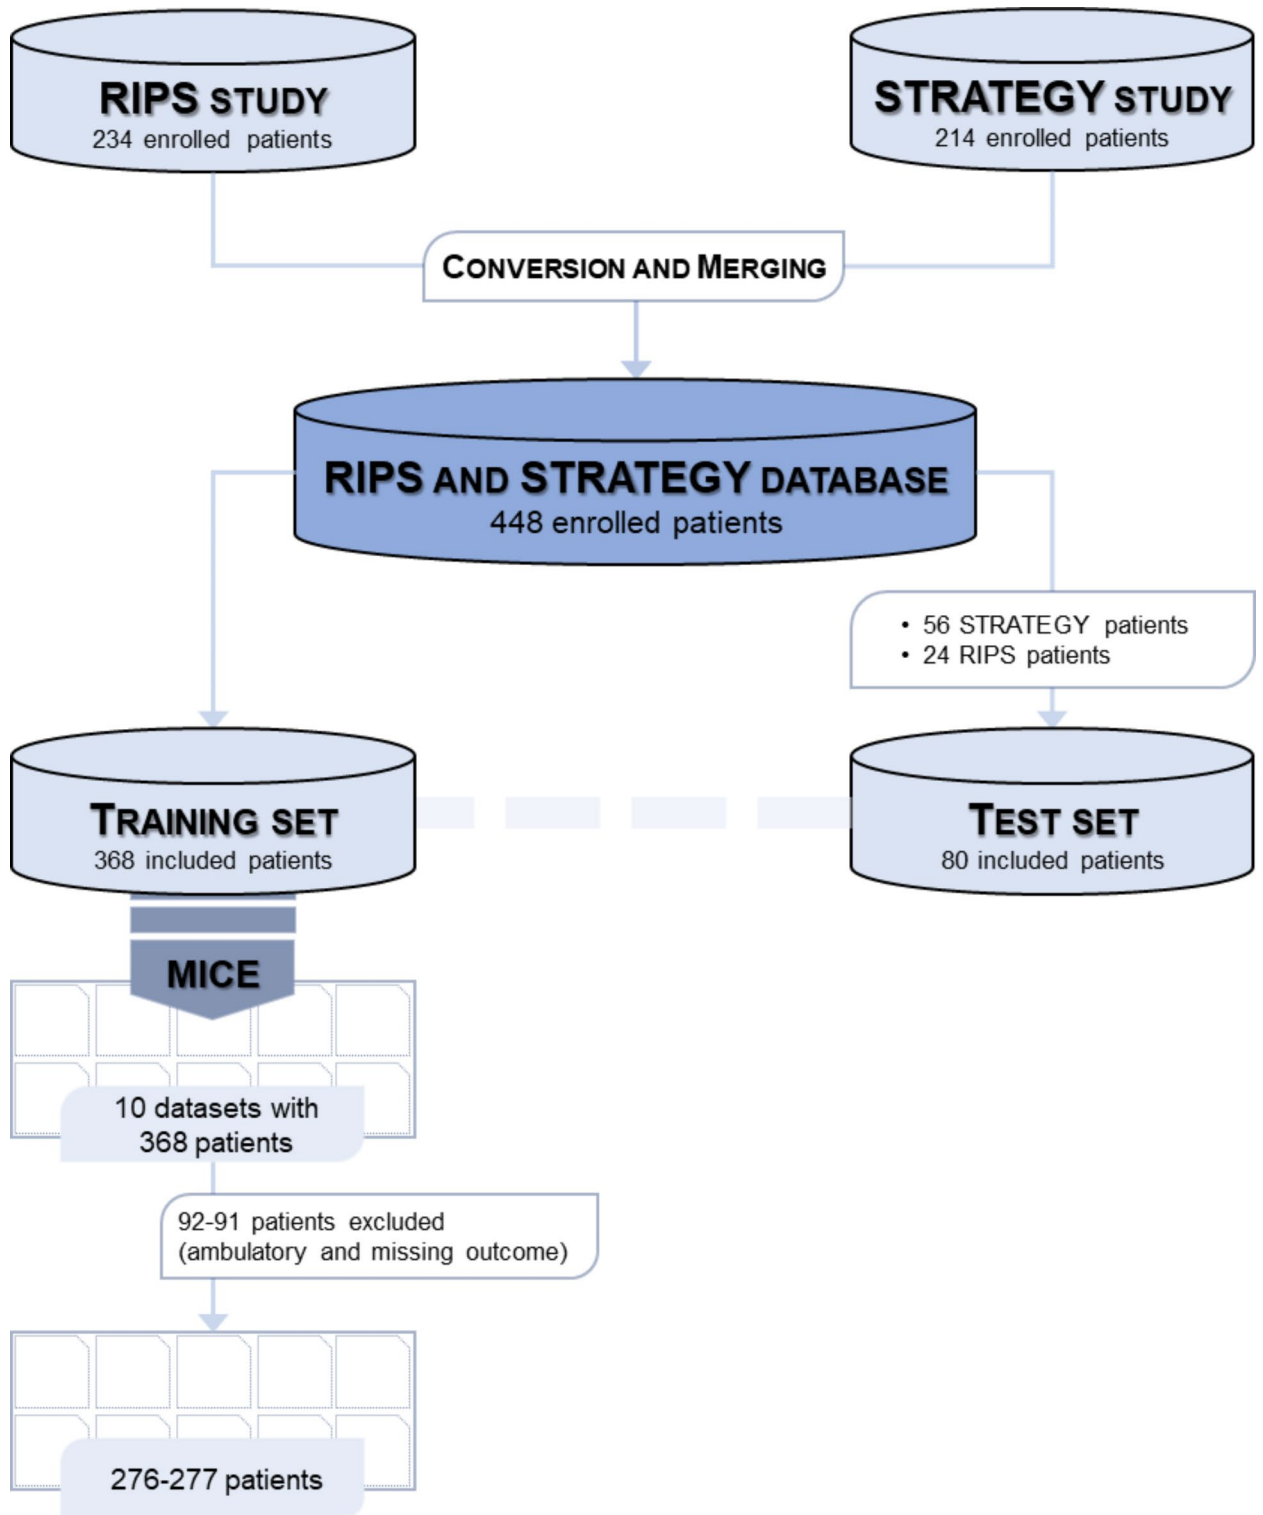 RIPS STUDY
234 enrolled patients
STRATEGY STUDY
214 enrolled patients
CONVERSION AND MERGING
RIPS AND STRATEGY DATABASE
448 enrolled patients
• 56 STRATEGY patients
• 24 RIPS patients
TRAINING SET
368 included patients
TEST SET
80 included patients
MICE
10 datasets with
368 patients
92-91 patients excluded
(ambulatory and missing outcome)
276-277 patients